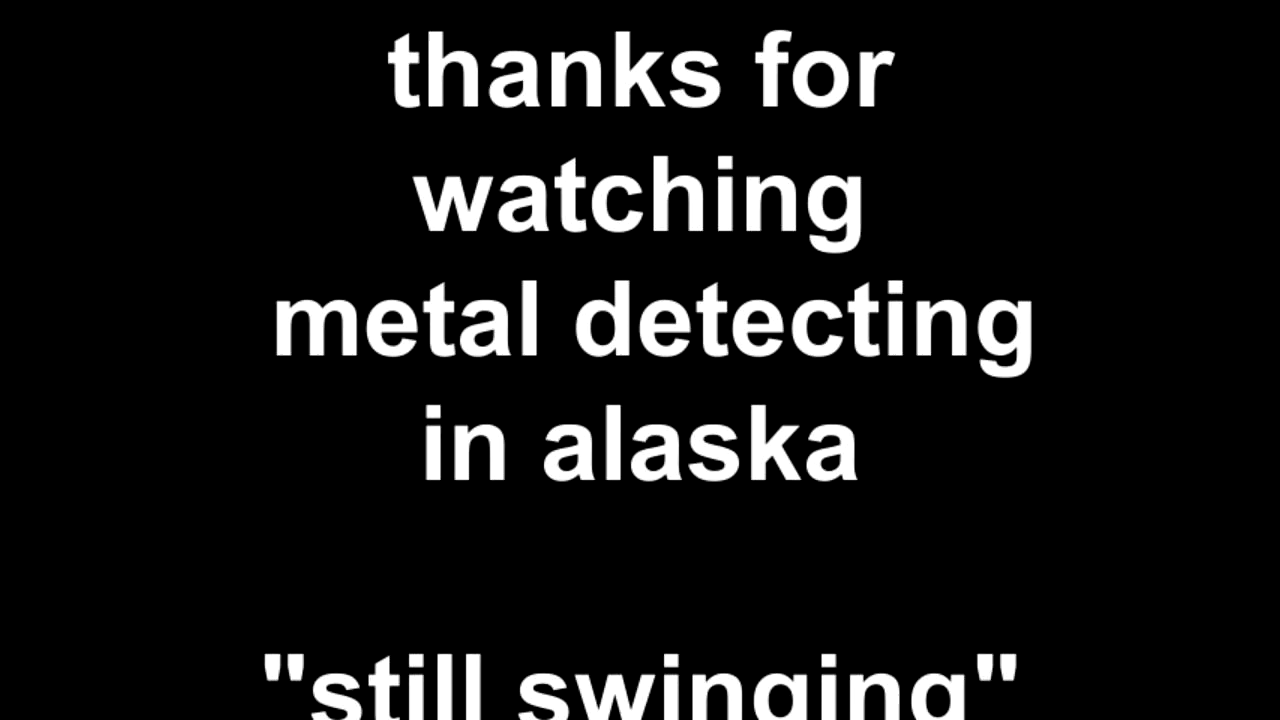 thanks for
watching
metal detecting
in alaska
"still swinging"